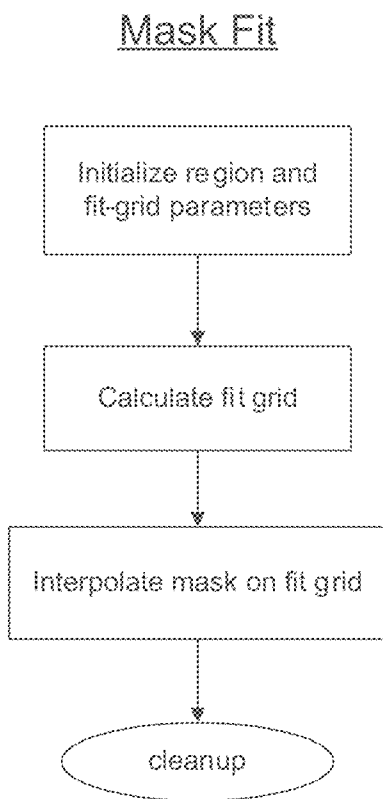 Mask Fit
Initialize region and
fit-grid parameters
Calculate fit grid
Interpolate mask on fit grid
cleanup